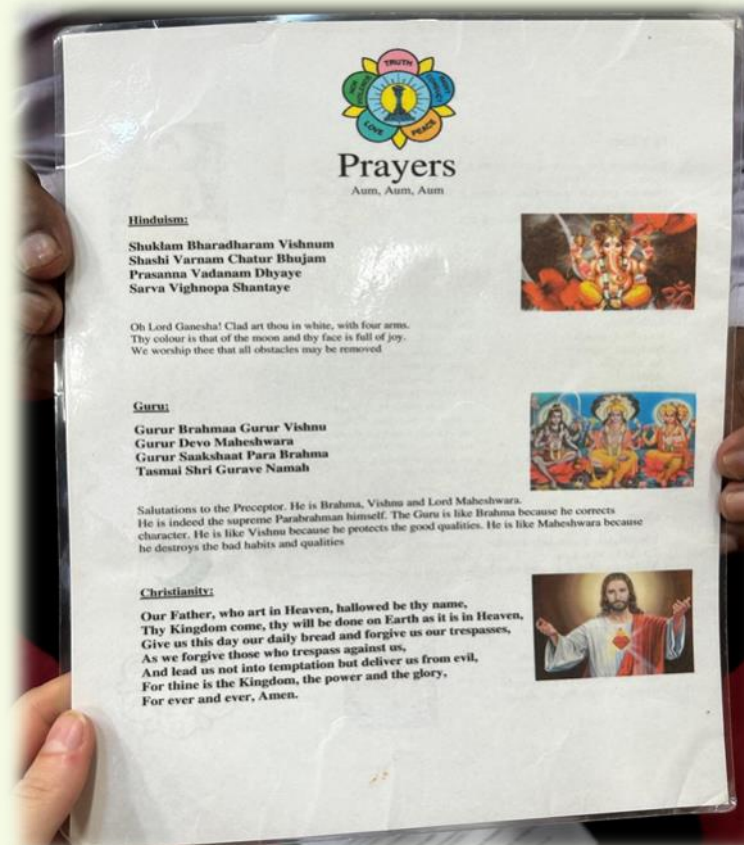 TRUTH
RIGHT CONDUCT
PEACE
LOVE
NON VIOLENCE
Prayers
Aum, Aum, Aum
Hinduism:
Shuklam Bharadharam Vishnum
Shashi Varnam Chatur Bhujam
Prasanna Vadanam Dhyaye
Sarva Vighnopa Shantaye
Oh Lord Ganesha! Clad art thou in white, with four arms.
Thy colour is that of the moon and thy face is full of joy.
We worship thee that all obstacles may be removed
Guru:
Gurur Brahmaa Gurur Vishnu
Gurur Devo Maheshwara
Gurur Saakshaat Para Brahma
Tasmai Shri Gurave Namah
Salutations to the Preceptor. He is Brahma, Vishnu and Lord Maheshwara.
He is indeed the supreme Parabrahman himself. The Guru is like Brahma because he corrects
character. He is like Vishnu because he protects the good qualities. He is like Maheshwara because
he destroys the bad habits and qualities
Christianity:
Our Father, who art in Heaven, hallowed be thy name,
Thy Kingdom come, thy will be done on Earth as it is in Heaven,
Give us this day our daily bread and forgive us our trespasses,
As we forgive those who trespass against us,
And lead us not into temptation but deliver us from evil,
For thine is the Kingdom, the power and the glory,
For ever and ever, Amen.